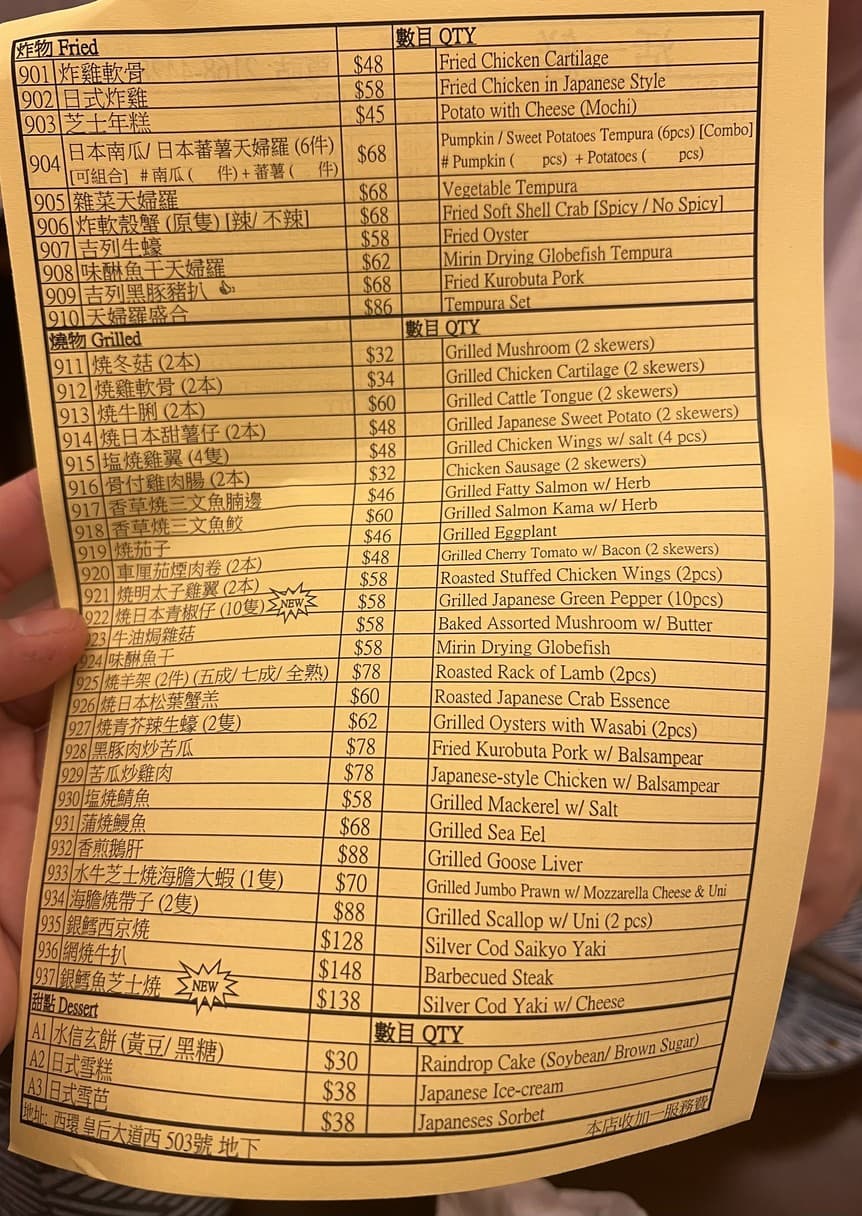 炸物 Fried 數目 QTY
901 炸雞軟骨 $48 Fried Chicken Cartilage
902 日式炸雞 $58 Fried Chicken in Japanese Style
903 芝士年糕 $45 Potato with Cheese (Mochi)
904 日本南瓜/ 日本蕃薯天婦羅 (6件) $68 Pumpkin / Sweet Potatoes Tempura (6pcs) [Combo]
[可組合] # 南瓜 ( 件) + 蕃薯 ( 件) # Pumpkin ( pcs) + Potatoes ( pcs)
905 雜菜天婦羅 $68 Vegetable Tempura
906 炸軟殼蟹 (原隻) [辣/ 不辣] $68 Fried Soft Shell Crab [Spicy / No Spicy]
907 吉列生蠔 $58 Fried Oyster
908 味醂魚干天婦羅 $62 Mirin Drying Globefish Tempura
909 吉列黑豚豬扒 👍 $68 Fried Kurobuta Pork
910 天婦羅盛合 $86 Tempura Set
燒物 Grilled 數目 QTY
911 燒冬菇 (2本) $32 Grilled Mushroom (2 skewers)
912 燒雞軟骨 (2本) $34 Grilled Chicken Cartilage (2 skewers)
913 燒牛脷 (2本) $60 Grilled Cattle Tongue (2 skewers)
914 燒日本甜薯仔 (2本) $48 Grilled Japanese Sweet Potato (2 skewers)
915 塩燒雞翼 (4隻) $48 Grilled Chicken Wings w/ salt (4 pcs)
916 骨付雞肉腸 (2本) $32 Chicken Sausage (2 skewers)
917 香草燒三文魚腩邊 $46 Grilled Fatty Salmon w/ Herb
918 香草燒三文魚鮫 $60 Grilled Salmon Kama w/ Herb
919 燒茄子 $46 Grilled Eggplant
920 車厘茄煙肉卷 (2本) $48 Grilled Cherry Tomato w/ Bacon (2 skewers)
921 燒明太子雞翼 (2本) $58 Roasted Stuffed Chicken Wings (2pcs)
922 燒日本青椒仔 (10隻) NEW $58 Grilled Japanese Green Pepper (10pcs)
923 牛油焗雜菇 $58 Baked Assorted Mushroom w/ Butter
924 味醂魚干 $58 Mirin Drying Globefish
925 燒羊架 (2件) (五成/ 七成/ 全熟) $78 Roasted Rack of Lamb (2pcs)
926 燒日本松葉蟹羔 $60 Roasted Japanese Crab Essence
927 燒青芥辣生蠔 (2隻) $62 Grilled Oysters with Wasabi (2pcs)
928 黑豚肉炒苦瓜 $78 Fried Kurobuta Pork w/ Balsampear
929 苦瓜炒雞肉 $78 Japanese-style Chicken w/ Balsampear
930 塩燒鯖魚 $58 Grilled Mackerel w/ Salt
931 蒲燒鰻魚 $68 Grilled Sea Eel
932 香煎鵝肝 $88 Grilled Goose Liver
933 水牛芝士燒海膽大蝦 (1隻) $70 Grilled Jumbo Prawn w/ Mozzarella Cheese & Uni
934 海膽燒帶子 (2隻) $88 Grilled Scallop w/ Uni (2 pcs)
935 銀鱈西京燒 $128 Silver Cod Saikyo Yaki
936 網燒牛扒 $148 Barbecued Steak
937 銀鱈魚芝士燒 NEW $138 Silver Cod Yaki w/ Cheese
甜點 Dessert 數目 QTY
A1 水信玄餅 (黃豆/ 黑糖) $30 Raindrop Cake (Soybean/ Brown Sugar)
A2 日式雪糕 $38 Japanese Ice-cream
A3 日式雪芭 $38 Japaneses Sorbet
地址: 西環 皇后大道西 503號 地下 本店收加一服務費